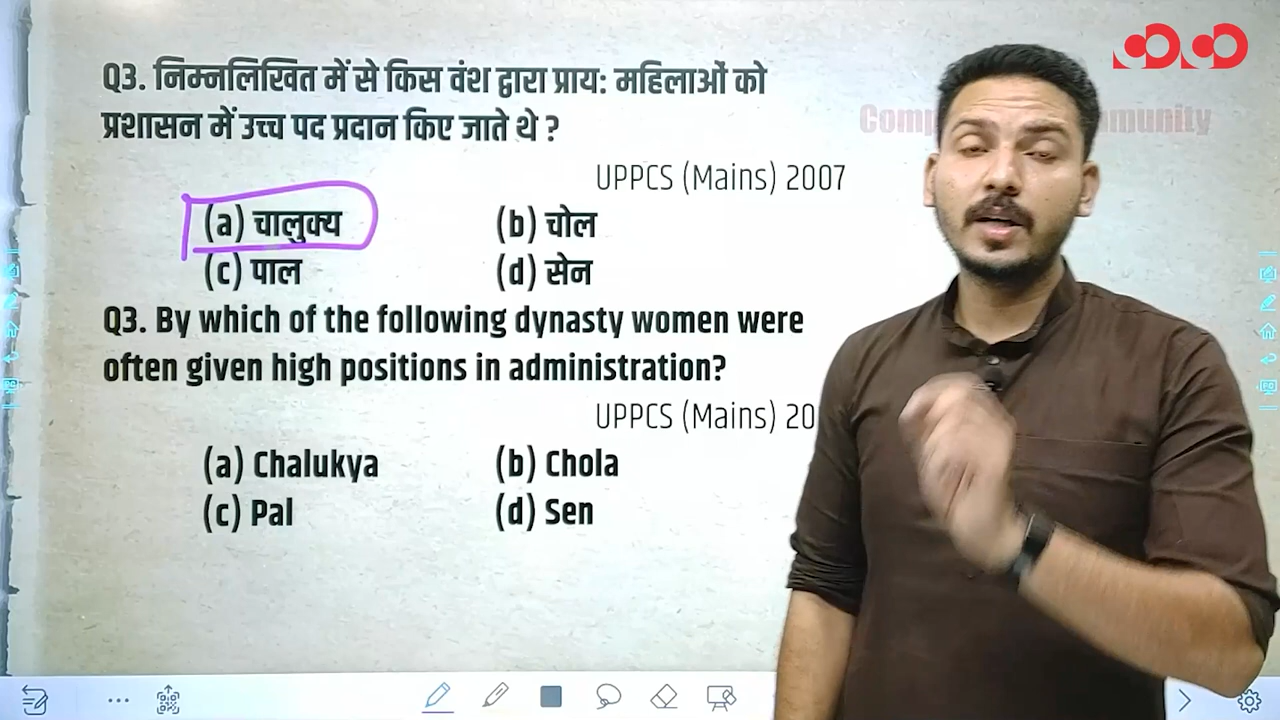 Q3. निम्नलिखित में से किस वंश द्वारा प्राय: महिलाओं को
प्रशासन में उच्च पद प्रदान किए जाते थे ?
UPPCS (Mains) 2007
(a) चालुक्य (b) चोल
(c) पाल (d) सेन
Q3. By which of the following dynasty women were
often given high positions in administration?
UPPCS (Mains) 20
(a) Chalukya (b) Chola
(c) Pal (d) Sen